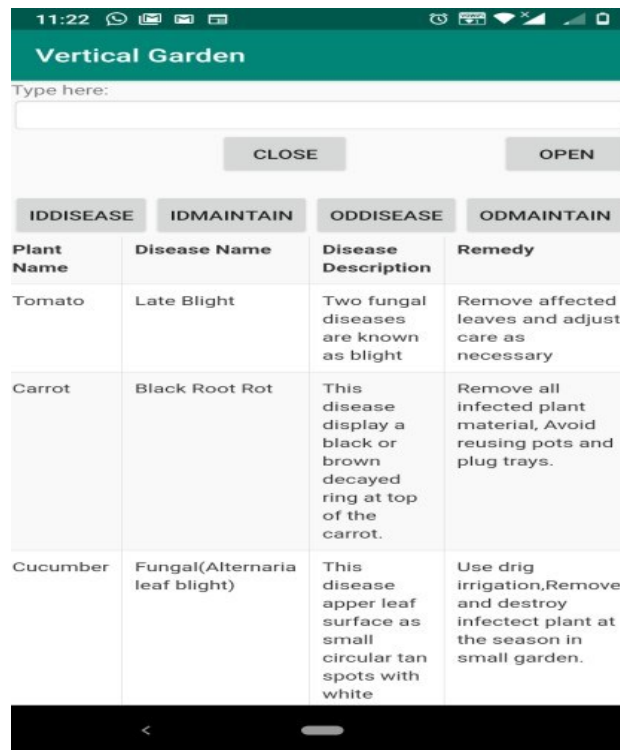 11:22
Vertical Garden
Type here:
CLOSE OPEN
IDDISEASE IDMAINTAIN ODDISEASE ODMAINTAIN
Plant Name Disease Name Disease Description Remedy
Tomato Late Blight Two fungal diseases are known as blight Remove affected leaves and adjust care as necessary
Carrot Black Root Rot This disease display a black or brown decayed ring at top of the carrot. Remove all infected plant material, Avoid reusing pots and plug trays.
Cucumber Fungal(Alternaria leaf blight) This disease apper leaf surface as small circular tan spots with white Use drig irrigation,Remove and destroy infectect plant at the season in small garden.